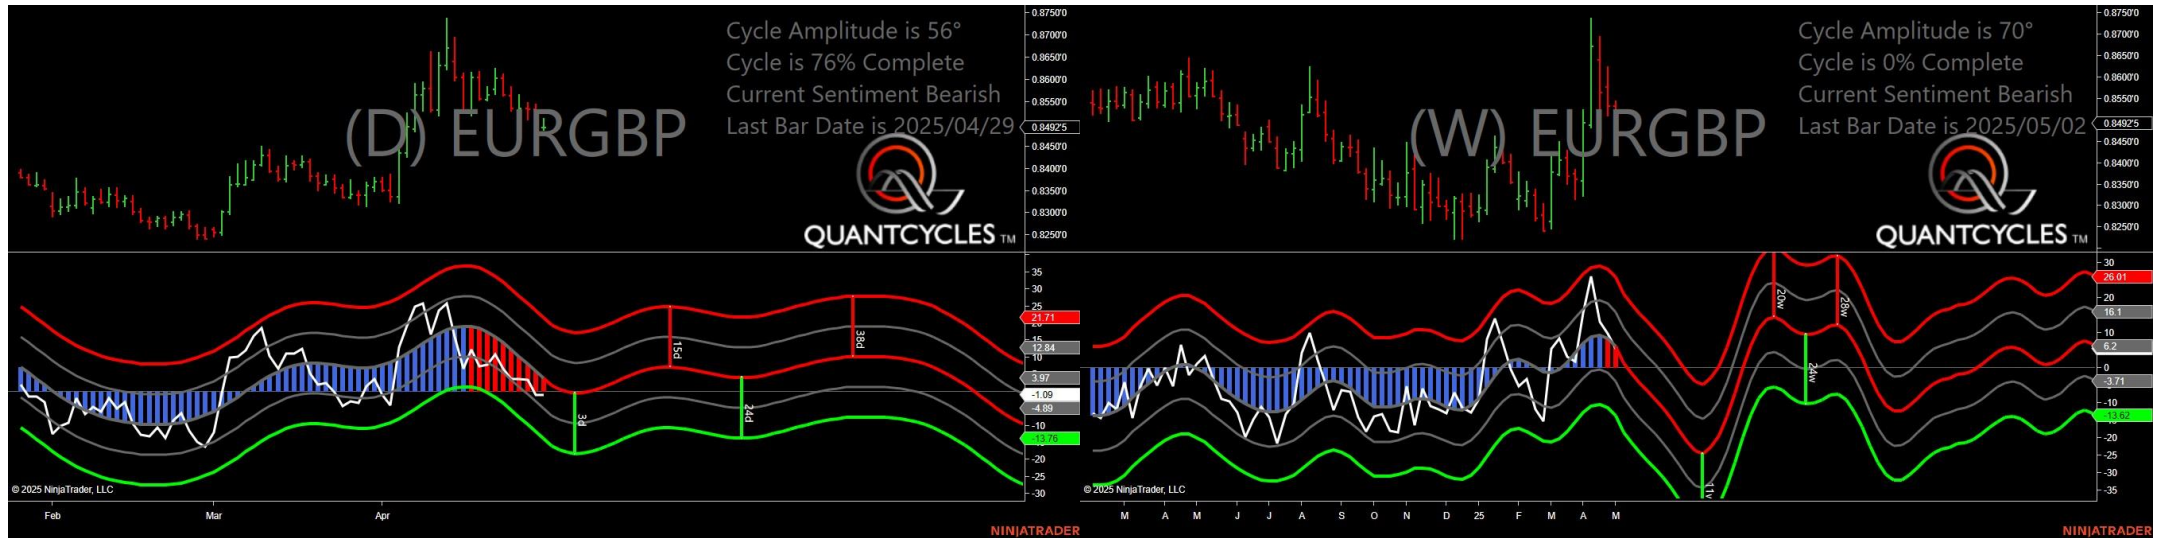 Cycle Amplitude is 56°
Cycle is 76% Complete
Current Sentiment Bearish
Last Bar Date is 2025/04/29
(D) EURGBP
QUANTCYCLES TM
0.8750'0
0.8700'0
0.8650'0
0.8600'0
0.8550'0
0.8492'5
0.8450'0
0.8400'0
0.8350'0
0.8300'0
0.8250'0
35
30
25
21.71
12.84
10
3.97
-1.09
-4.89
-10
-13.76
-20
-25
-30
3d
15d
24d
38d
© 2025 NinjaTrader, LLC
Feb
Mar
Apr
NINJATRADER
Cycle Amplitude is 70°
Cycle is 0% Complete
Current Sentiment Bearish
Last Bar Date is 2025/05/02
(W) EURGBP
QUANTCYCLES TM
0.8750'0
0.8700'0
0.8650'0
0.8600'0
0.8550'0
0.8492'5
0.8450'0
0.8400'0
0.8350'0
0.8300'0
0.8250'0
30
26.01
20
16.1
10
6.2
0
-3.71
-10
-13.62
-20
-25
-30
-35
20w
24w
28w
© 2025 NinjaTrader, LLC
M A M J J A S O N D 25 F M A M
NINJATRADER